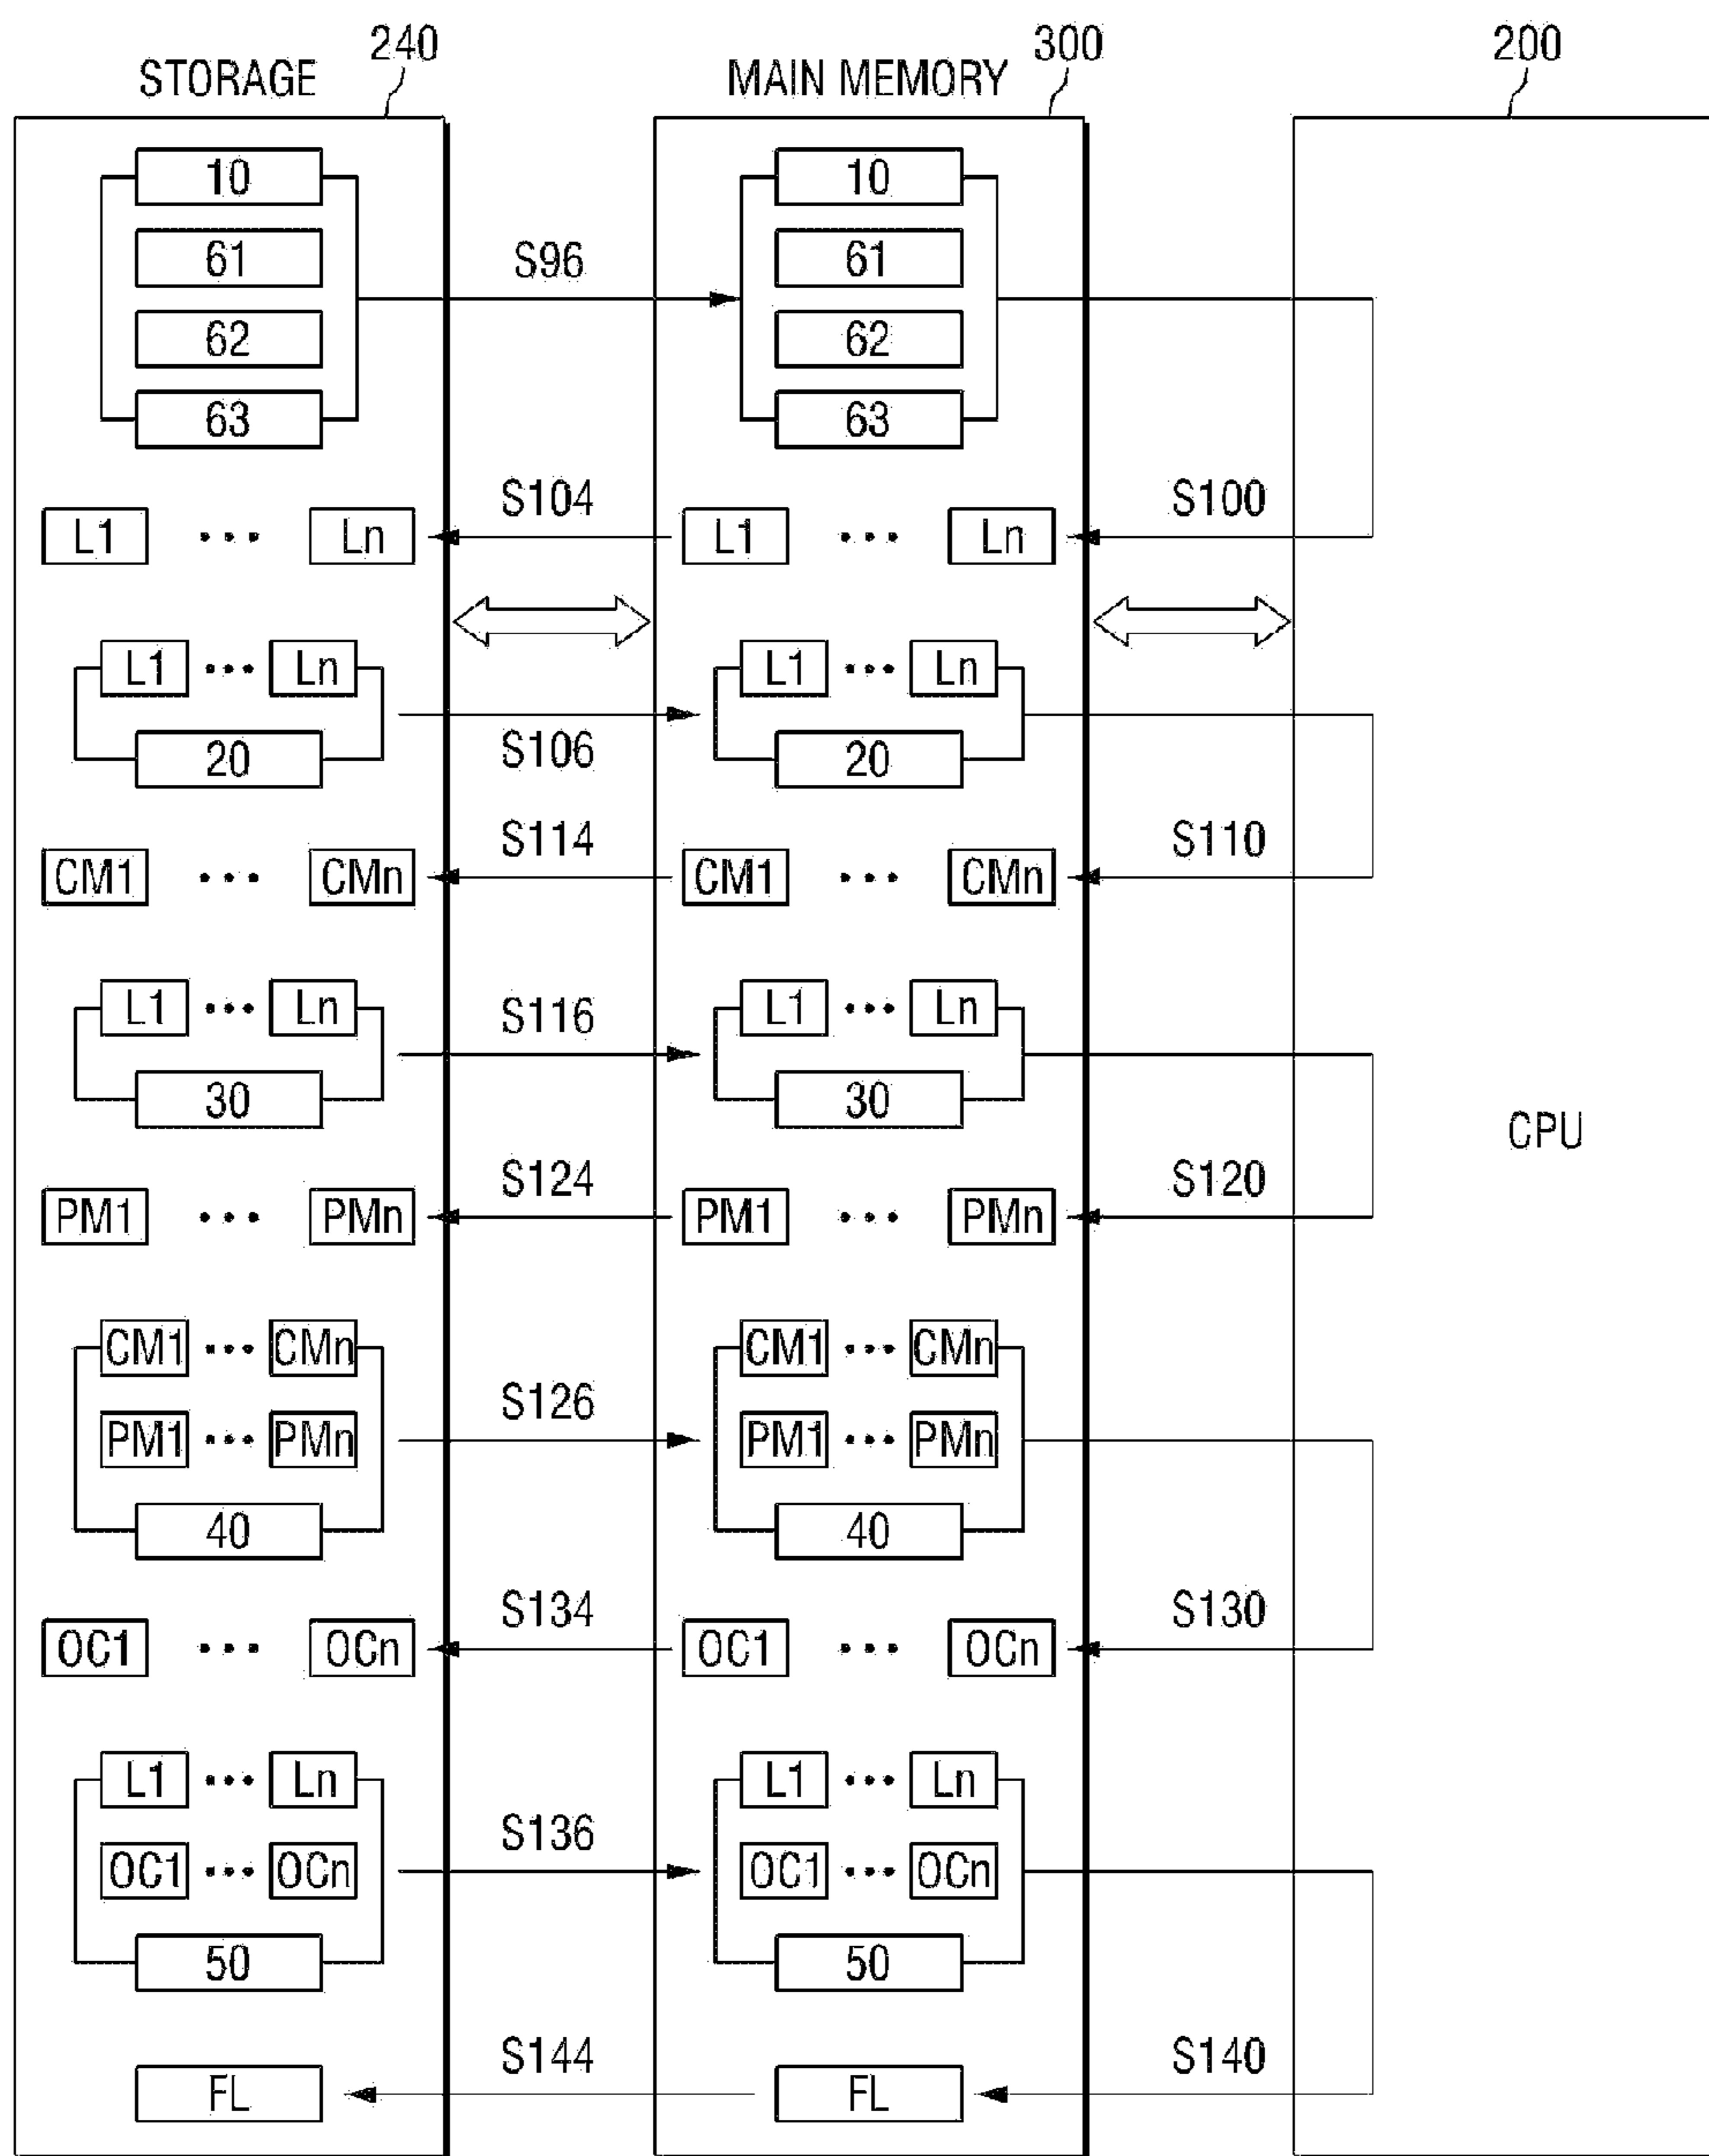 240 300 200
STORAGE MAIN MEMORY
10 10
61 S96 61
62 62
63 63
L1 ••• Ln S104 L1 ••• Ln S100
L1 ••• Ln L1 ••• Ln
20 S106 20
CM1 ••• CMn S114 CM1 ••• CMn S110
L1 ••• Ln S116 L1 ••• Ln
30 30
CPU
PM1 ••• PMn S124 PM1 ••• PMn S120
CM1 ••• CMn CM1 ••• CMn
S126
PM1 ••• PMn PM1 ••• PMn
40 40
OC1 ••• OCn S134 OC1 ••• OCn S130
L1 ••• Ln L1 ••• Ln
S136
OC1 ••• OCn OC1 ••• OCn
50 50
FL S144 FL S140